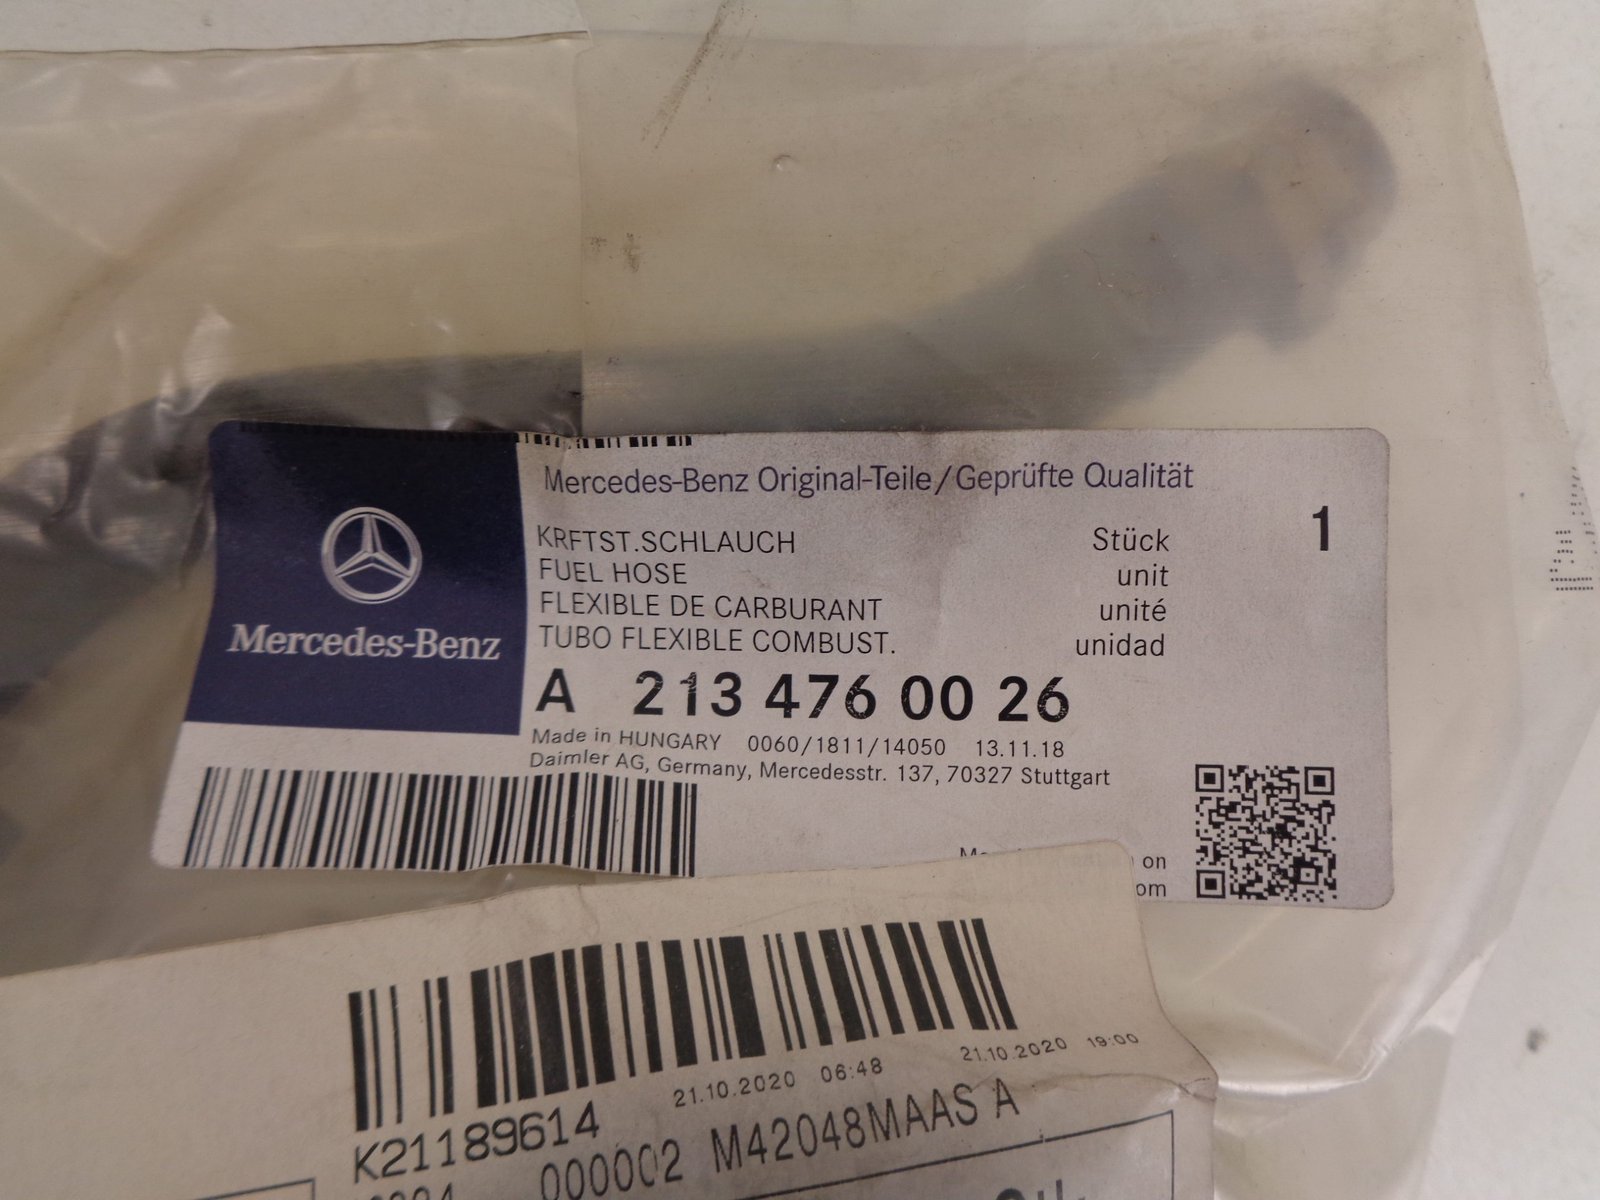 Mercedes-Benz Original-Teile/Geprüfte Qualität
1
KRFTST.SCHLAUCH Stück
FUEL HOSE unit
FLEXIBLE DE CARBURANT unité
TUBO FLEXIBLE COMBUST. unidad
Mercedes-Benz
A 213 476 00 26
Made in HUNGARY 0060/1811/14050 13.11.18
Daimler AG, Germany, Mercedesstr. 137, 70327 Stuttgart
on
om
21.10.2020 06:48 21.10.2020 19:00
K21189614
000002 M42048MAAS A